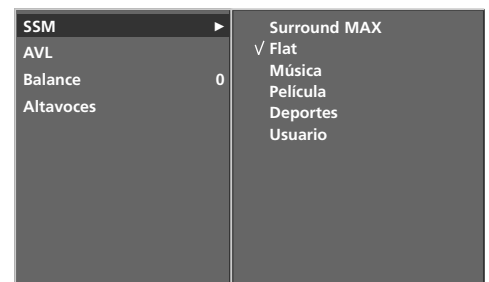 SSM ►
AVL
Balance 0
Altavoces
Surround MAX
√ Flat
Música
Película
Deportes
Usuario